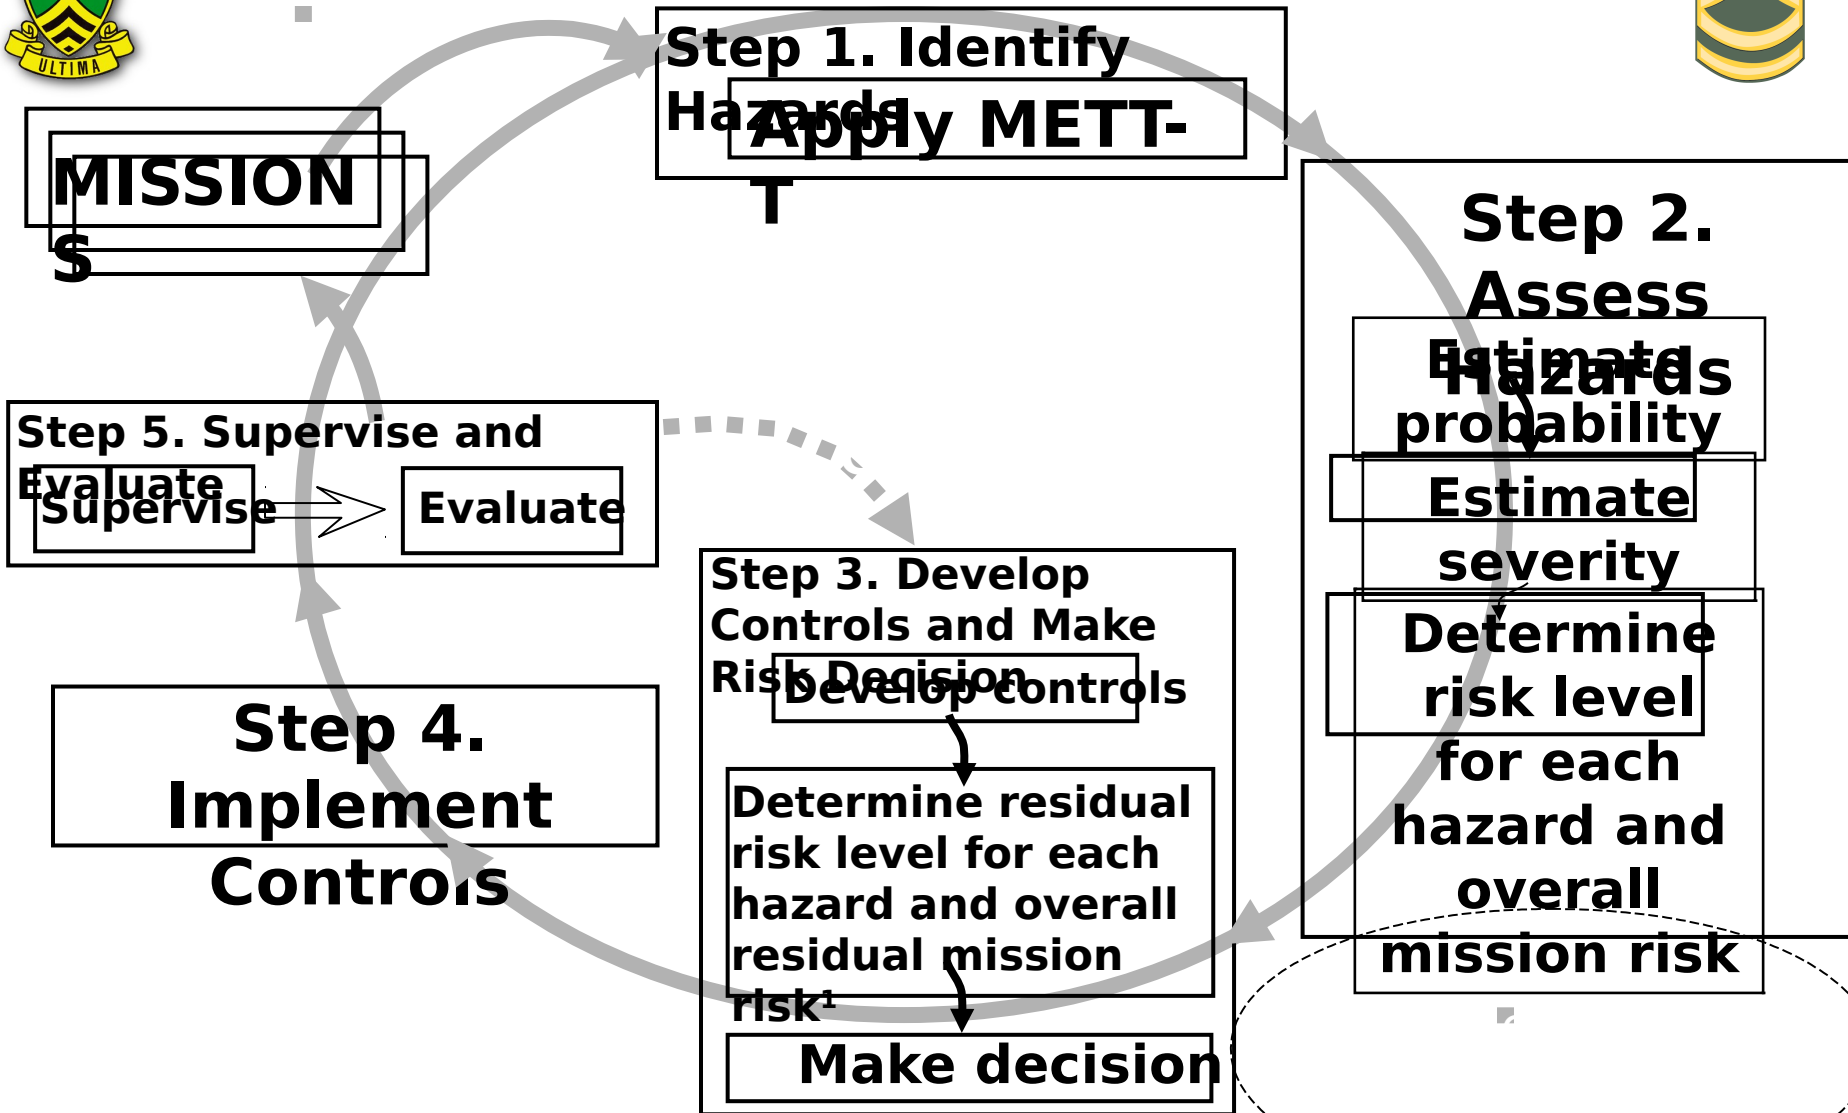 ULTIMA
Step 1. Identify
Hazards
Apply METT-
T
MISSION
S
Step 2.
Assess
Hazards
Estimate
probability
Estimate
severity
Determine
risk level
for each
hazard and
overall
mission risk
Step 5. Supervise and
Evaluate
Supervise
Evaluate
Step 3. Develop
Controls and Make
Risk Decision
Develop controls
Determine residual
risk level for each
hazard and overall
residual mission
risk¹
Make decision
Step 4.
Implement
Controls